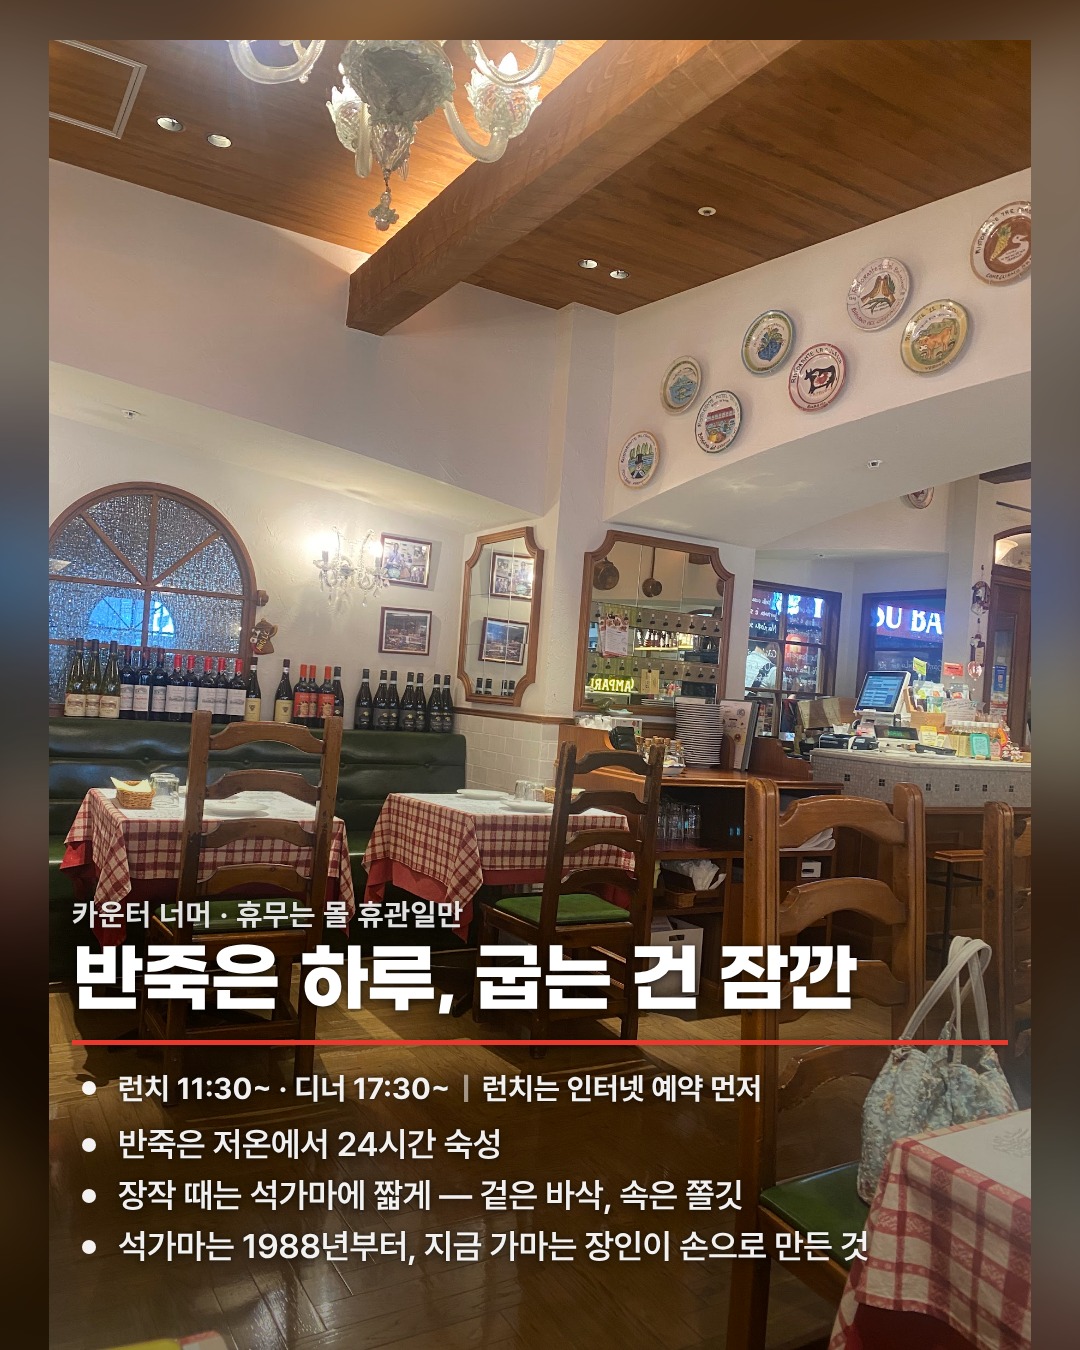 SU BA
카운터 너머 · 휴무는 몰 휴관일만
반죽은 하루, 굽는 건 잠깐
런치 11:30~ · 디너 17:30~ | 런치는 인터넷 예약 먼저
반죽은 저온에서 24시간 숙성
장작 때는 석가마에 짧게 — 겉은 바삭, 속은 쫄깃
석가마는 1988년부터, 지금 가마는 장인이 손으로 만든 것